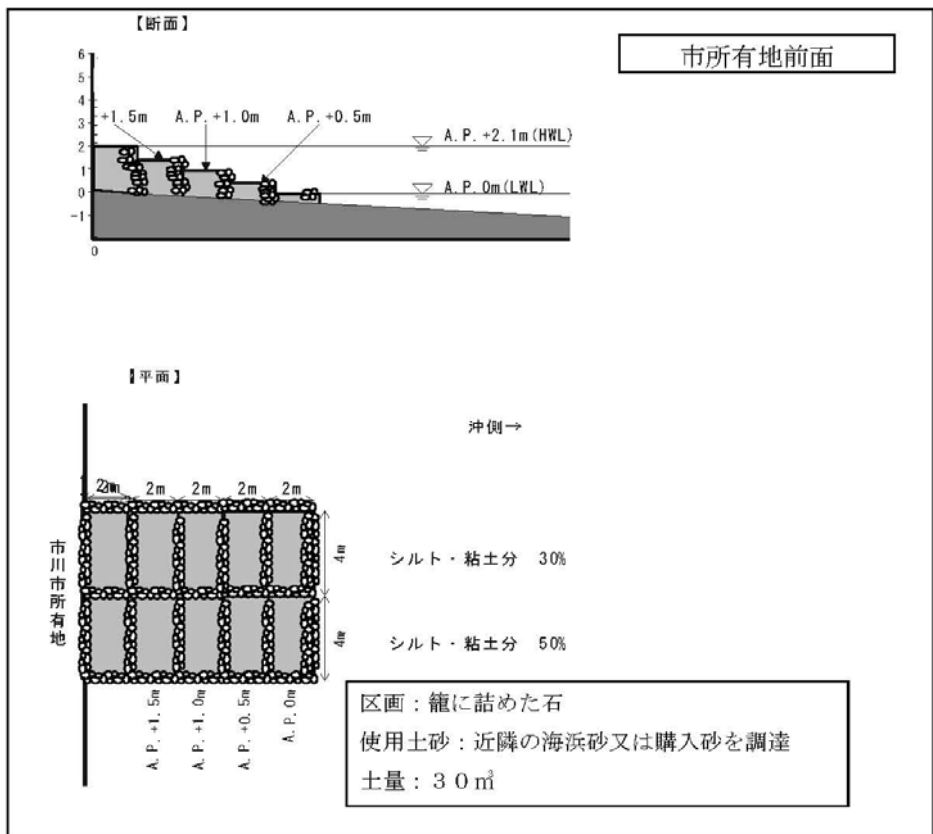 【断面】
市所有地前面
6
5
4
3
2
1
0
-1
0
+1.5m
A.P.+1.0m
A.P.+0.5m
A.P.+2.1m(HWL)
A.P.0m(LWL)
【平面】
沖側→
2m
2m
2m
2m
2m
4m
4m
市川市所有地
シルト・粘土分 30%
シルト・粘土分 50%
A.P.+1.5m
A.P.+1.0m
A.P.+0.5m
A.P.0m
区画：籠に詰めた石
使用土砂：近隣の海浜砂又は購入砂を調達
土量：３０㎥